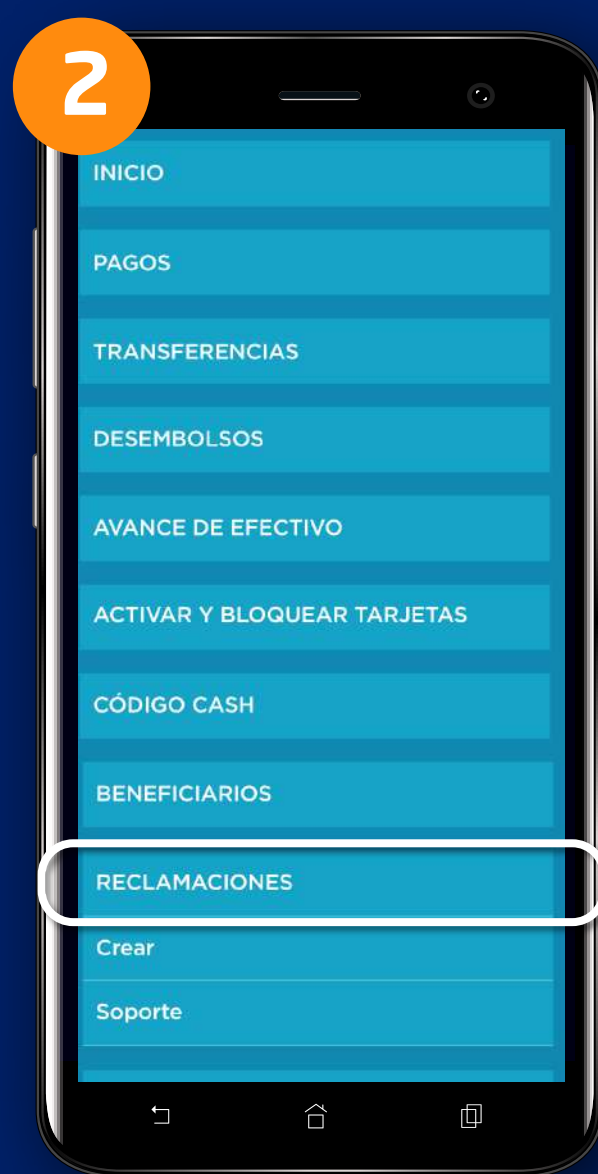 2
INICIO
PAGOS
TRANSFERENCIAS
DESEMBOLSOS
AVANCE DE EFECTIVO
ACTIVAR Y BLOQUEAR TARJETAS
CÓDIGO CASH
BENEFICIARIOS
RECLAMACIONES
Crear
Soporte